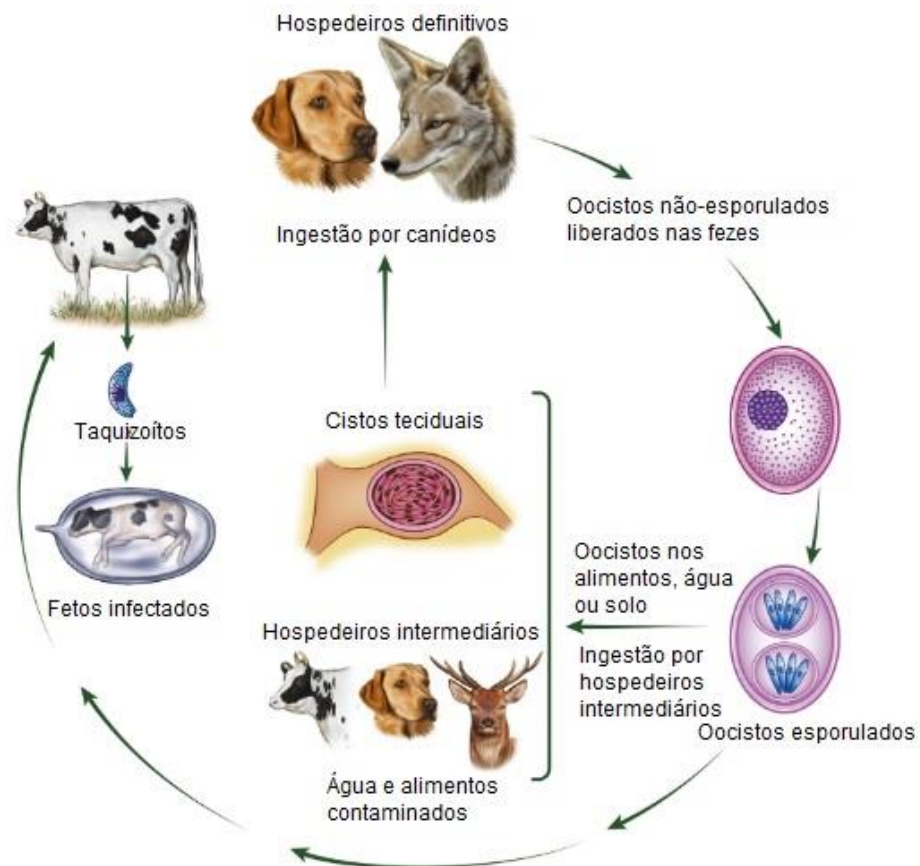 Hospedeiros definitivos
Ingestão por canídeos
Oocistos não-esporulados
liberados nas fezes
Taquizoítos
Fetos infectados
Cistos teciduais
Hospedeiros intermediários
Água e alimentos
contaminados
Oocistos nos
alimentos, água
ou solo
Ingestão por
hospedeiros
intermediários
Oocistos esporulados